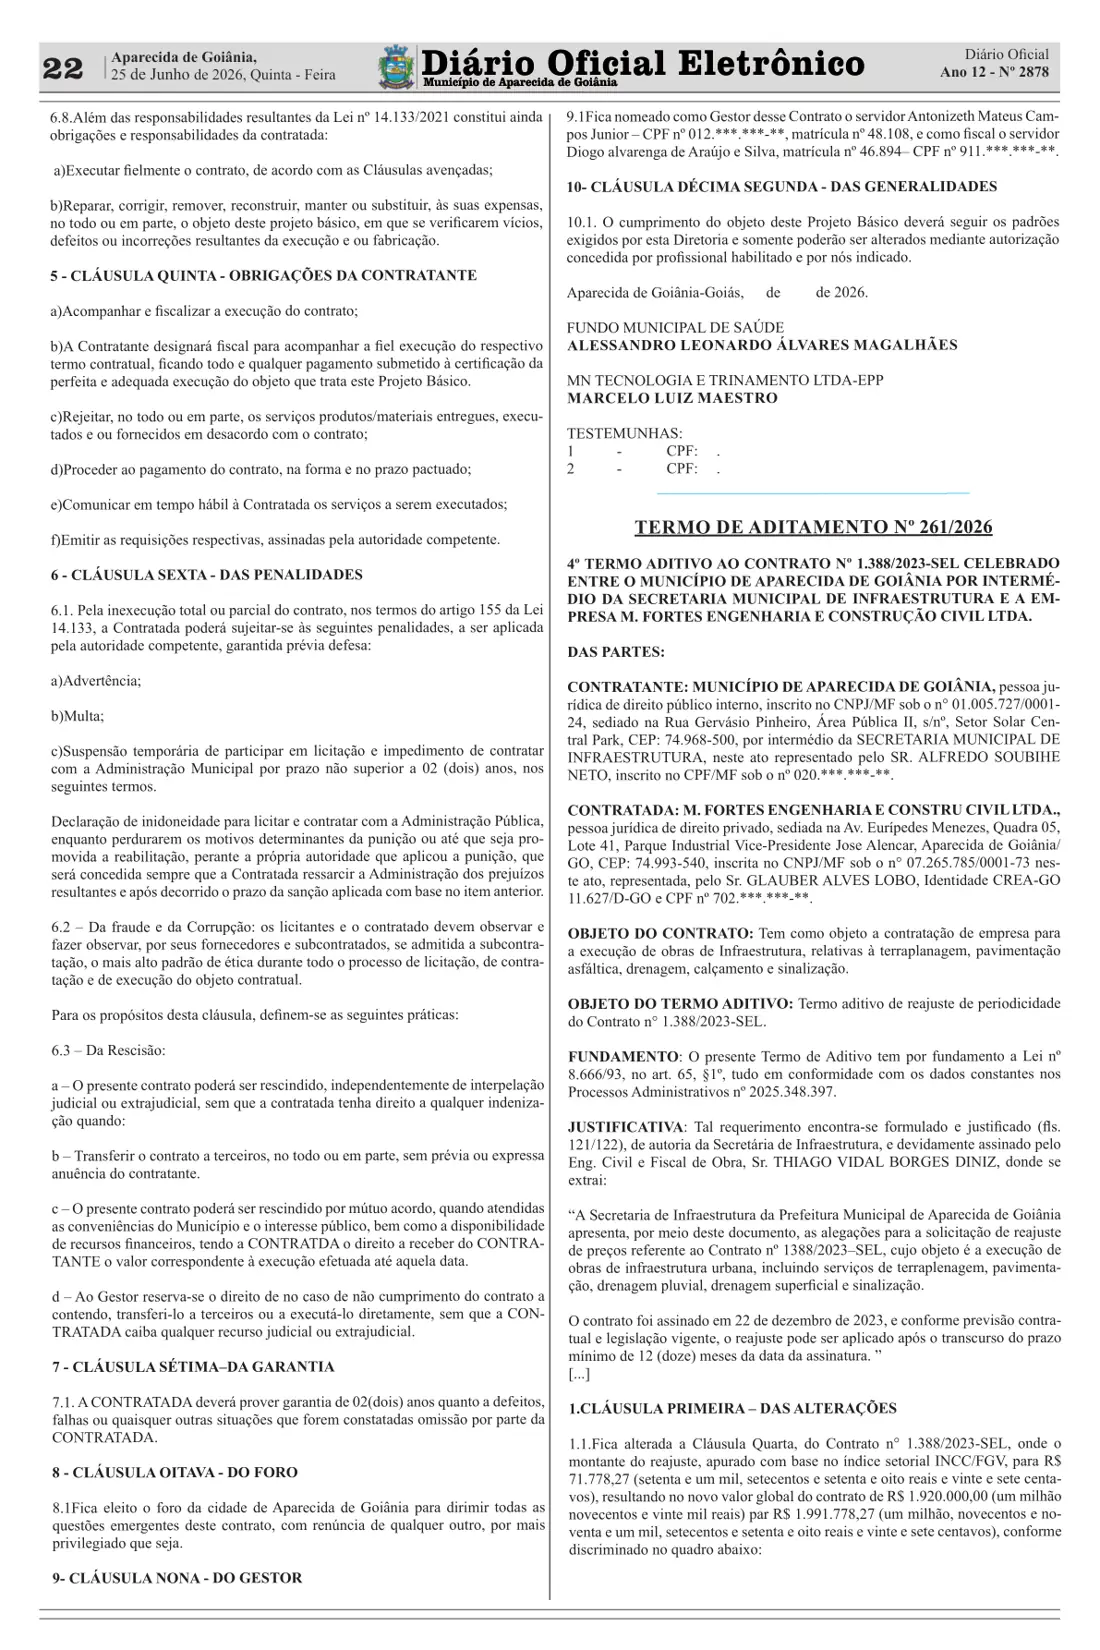 22
Aparecida de Goiânia,
25 de Junho de 2026, Quinta - Feira
Diário Oficial Eletrônico
Município de Aparecida de Goiânia
Diário Oficial
Ano 12 - Nº 2878
6.8.Além das responsabilidades resultantes da Lei nº 14.133/2021 constitui ainda
obrigações e responsabilidades da contratada:
a)Executar fielmente o contrato, de acordo com as Cláusulas avençadas;
b)Reparar, corrigir, remover, reconstruir, manter ou substituir, às suas expensas,
no todo ou em parte, o objeto deste projeto básico, em que se verificarem vícios,
defeitos ou incorreções resultantes da execução e ou fabricação.
5 - CLÁUSULA QUINTA - OBRIGAÇÕES DA CONTRATANTE
a)Acompanhar e fiscalizar a execução do contrato;
b)A Contratante designará fiscal para acompanhar a fiel execução do respectivo
termo contratual, ficando todo e qualquer pagamento submetido à certificação da
perfeita e adequada execução do objeto que trata este Projeto Básico.
c)Rejeitar, no todo ou em parte, os serviços produtos/materiais entregues, execu-
tados e ou fornecidos em desacordo com o contrato;
d)Proceder ao pagamento do contrato, na forma e no prazo pactuado;
e)Comunicar em tempo hábil à Contratada os serviços a serem executados;
f)Emitir as requisições respectivas, assinadas pela autoridade competente.
6 - CLÁUSULA SEXTA - DAS PENALIDADES
6.1. Pela inexecução total ou parcial do contrato, nos termos do artigo 155 da Lei
14.133, a Contratada poderá sujeitar-se às seguintes penalidades, a ser aplicada
pela autoridade competente, garantida prévia defesa:
a)Advertência;
b)Multa;
c)Suspensão temporária de participar em licitação e impedimento de contratar
com a Administração Municipal por prazo não superior a 02 (dois) anos, nos
seguintes termos.
Declaração de inidoneidade para licitar e contratar com a Administração Pública,
enquanto perdurarem os motivos determinantes da punição ou até que seja pro-
movida a reabilitação, perante a própria autoridade que aplicou a punição, que
será concedida sempre que a Contratada ressarcir a Administração dos prejuízos
resultantes e após decorrido o prazo da sanção aplicada com base no item anterior.
6.2 – Da fraude e da Corrupção: os licitantes e o contratado devem observar e
fazer observar, por seus fornecedores e subcontratados, se admitida a subcontra-
tação, o mais alto padrão de ética durante todo o processo de licitação, de contra-
tação e de execução do objeto contratual.
Para os propósitos desta cláusula, definem-se as seguintes práticas:
6.3 – Da Rescisão:
a – O presente contrato poderá ser rescindido, independentemente de interpelação
judicial ou extrajudicial, sem que a contratada tenha direito a qualquer indeniza-
ção quando:
b – Transferir o contrato a terceiros, no todo ou em parte, sem prévia ou expressa
anuência do contratante.
c – O presente contrato poderá ser rescindido por mútuo acordo, quando atendidas
as conveniências do Município e o interesse público, bem como a disponibilidade
de recursos financeiros, tendo a CONTRATDA o direito a receber do CONTRA-
TANTE o valor correspondente à execução efetuada até aquela data.
d – Ao Gestor reserva-se o direito de no caso de não cumprimento do contrato a
contendo, transferi-lo a terceiros ou a executá-lo diretamente, sem que a CON-
TRATADA caiba qualquer recurso judicial ou extrajudicial.
7 - CLÁUSULA SÉTIMA–DA GARANTIA
7.1. A CONTRATADA deverá prover garantia de 02(dois) anos quanto a defeitos,
falhas ou quaisquer outras situações que forem constatadas omissão por parte da
CONTRATADA.
8 - CLÁUSULA OITAVA - DO FORO
8.1Fica eleito o foro da cidade de Aparecida de Goiânia para dirimir todas as
questões emergentes deste contrato, com renúncia de qualquer outro, por mais
privilegiado que seja.
9- CLÁUSULA NONA - DO GESTOR
9.1Fica nomeado como Gestor desse Contrato o servidor Antonizeth Mateus Cam-
pos Junior – CPF nº 012.***.***-**, matrícula nº 48.108, e como fiscal o servidor
Diogo alvarenga de Araújo e Silva, matrícula nº 46.894– CPF nº 911.***.***-**.
10- CLÁUSULA DÉCIMA SEGUNDA - DAS GENERALIDADES
10.1. O cumprimento do objeto deste Projeto Básico deverá seguir os padrões
exigidos por esta Diretoria e somente poderão ser alterados mediante autorização
concedida por profissional habilitado e por nós indicado.
Aparecida de Goiânia-Goiás, de de 2026.
FUNDO MUNICIPAL DE SAÚDE
ALESSANDRO LEONARDO ÁLVARES MAGALHÃES
MN TECNOLOGIA E TRINAMENTO LTDA-EPP
MARCELO LUIZ MAESTRO
TESTEMUNHAS:
1 - CPF: .
2 - CPF: .
TERMO DE ADITAMENTO Nº 261/2026
4º TERMO ADITIVO AO CONTRATO Nº 1.388/2023-SEL CELEBRADO
ENTRE O MUNICÍPIO DE APARECIDA DE GOIÂNIA POR INTERMÉ-
DIO DA SECRETARIA MUNICIPAL DE INFRAESTRUTURA E A EM-
PRESA M. FORTES ENGENHARIA E CONSTRUÇÃO CIVIL LTDA.
DAS PARTES:
CONTRATANTE: MUNICÍPIO DE APARECIDA DE GOIÂNIA, pessoa ju-
rídica de direito público interno, inscrito no CNPJ/MF sob o n° 01.005.727/0001-
24, sediado na Rua Gervásio Pinheiro, Área Pública II, s/nº, Setor Solar Cen-
tral Park, CEP: 74.968-500, por intermédio da SECRETARIA MUNICIPAL DE
INFRAESTRUTURA, neste ato representado pelo SR. ALFREDO SOUBIHE
NETO, inscrito no CPF/MF sob o nº 020.***.***-**.
CONTRATADA: M. FORTES ENGENHARIA E CONSTRU CIVIL LTDA.,
pessoa jurídica de direito privado, sediada na Av. Eurípedes Menezes, Quadra 05,
Lote 41, Parque Industrial Vice-Presidente Jose Alencar, Aparecida de Goiânia/
GO, CEP: 74.993-540, inscrita no CNPJ/MF sob o n° 07.265.785/0001-73 nes-
te ato, representada, pelo Sr. GLAUBER ALVES LOBO, Identidade CREA-GO
11.627/D-GO e CPF nº 702.***.***-**.
OBJETO DO CONTRATO: Tem como objeto a contratação de empresa para
a execução de obras de Infraestrutura, relativas à terraplanagem, pavimentação
asfáltica, drenagem, calçamento e sinalização.
OBJETO DO TERMO ADITIVO: Termo aditivo de reajuste de periodicidade
do Contrato n° 1.388/2023-SEL.
FUNDAMENTO: O presente Termo de Aditivo tem por fundamento a Lei nº
8.666/93, no art. 65, §1º, tudo em conformidade com os dados constantes nos
Processos Administrativos nº 2025.348.397.
JUSTIFICATIVA: Tal requerimento encontra-se formulado e justificado (fls.
121/122), de autoria da Secretária de Infraestrutura, e devidamente assinado pelo
Eng. Civil e Fiscal de Obra, Sr. THIAGO VIDAL BORGES DINIZ, donde se
extrai:
“A Secretaria de Infraestrutura da Prefeitura Municipal de Aparecida de Goiânia
apresenta, por meio deste documento, as alegações para a solicitação de reajuste
de preços referente ao Contrato nº 1388/2023–SEL, cujo objeto é a execução de
obras de infraestrutura urbana, incluindo serviços de terraplenagem, pavimenta-
ção, drenagem pluvial, drenagem superficial e sinalização.
O contrato foi assinado em 22 de dezembro de 2023, e conforme previsão contra-
tual e legislação vigente, o reajuste pode ser aplicado após o transcurso do prazo
mínimo de 12 (doze) meses da data da assinatura. ”
[...]
1.CLÁUSULA PRIMEIRA – DAS ALTERAÇÕES
1.1.Fica alterada a Cláusula Quarta, do Contrato n° 1.388/2023-SEL, onde o
montante do reajuste, apurado com base no índice setorial INCC/FGV, para R$
71.778,27 (setenta e um mil, setecentos e setenta e oito reais e vinte e sete centa-
vos), resultando no novo valor global do contrato de R$ 1.920.000,00 (um milhão
novecentos e vinte mil reais) par R$ 1.991.778,27 (um milhão, novecentos e no-
venta e um mil, setecentos e setenta e oito reais e vinte e sete centavos), conforme
discriminado no quadro abaixo: